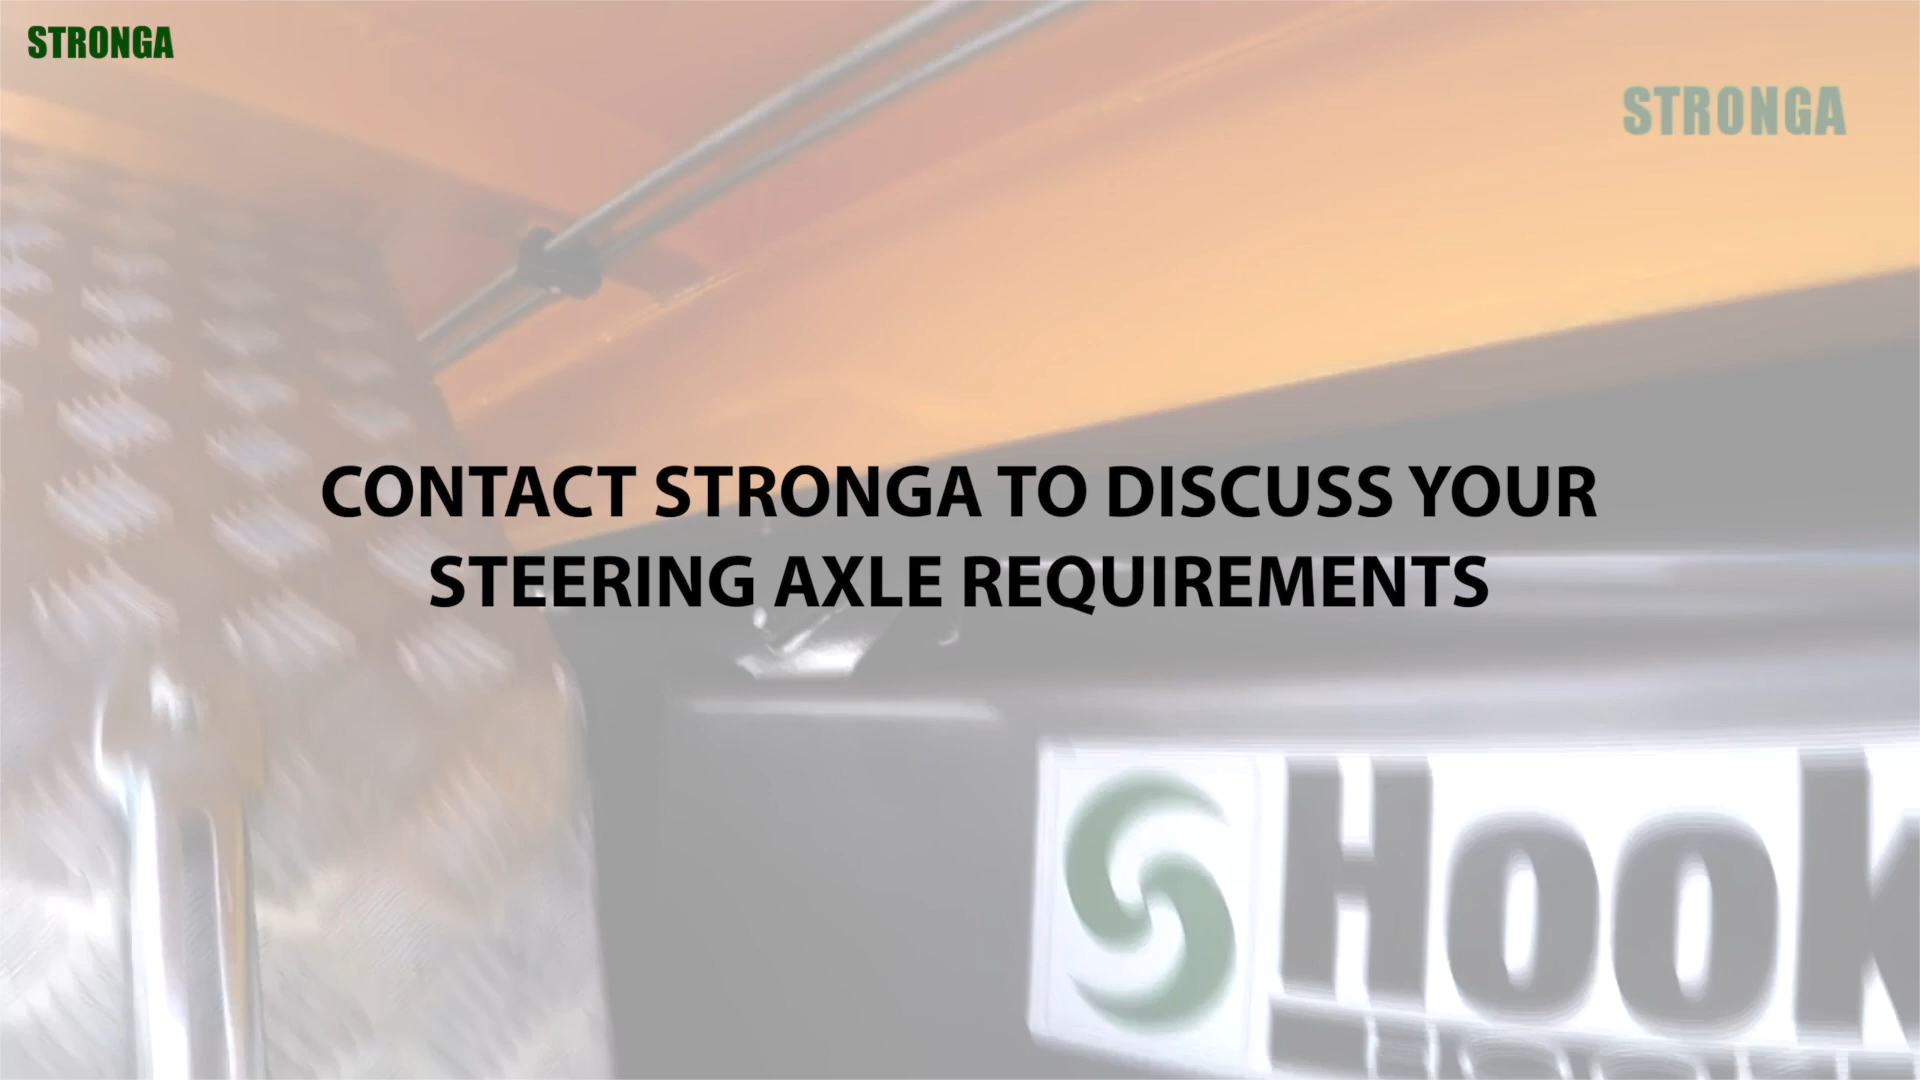 STRONGA
STRONGA
CONTACT STRONGA TO DISCUSS YOUR
STEERING AXLE REQUIREMENTS
HOOK